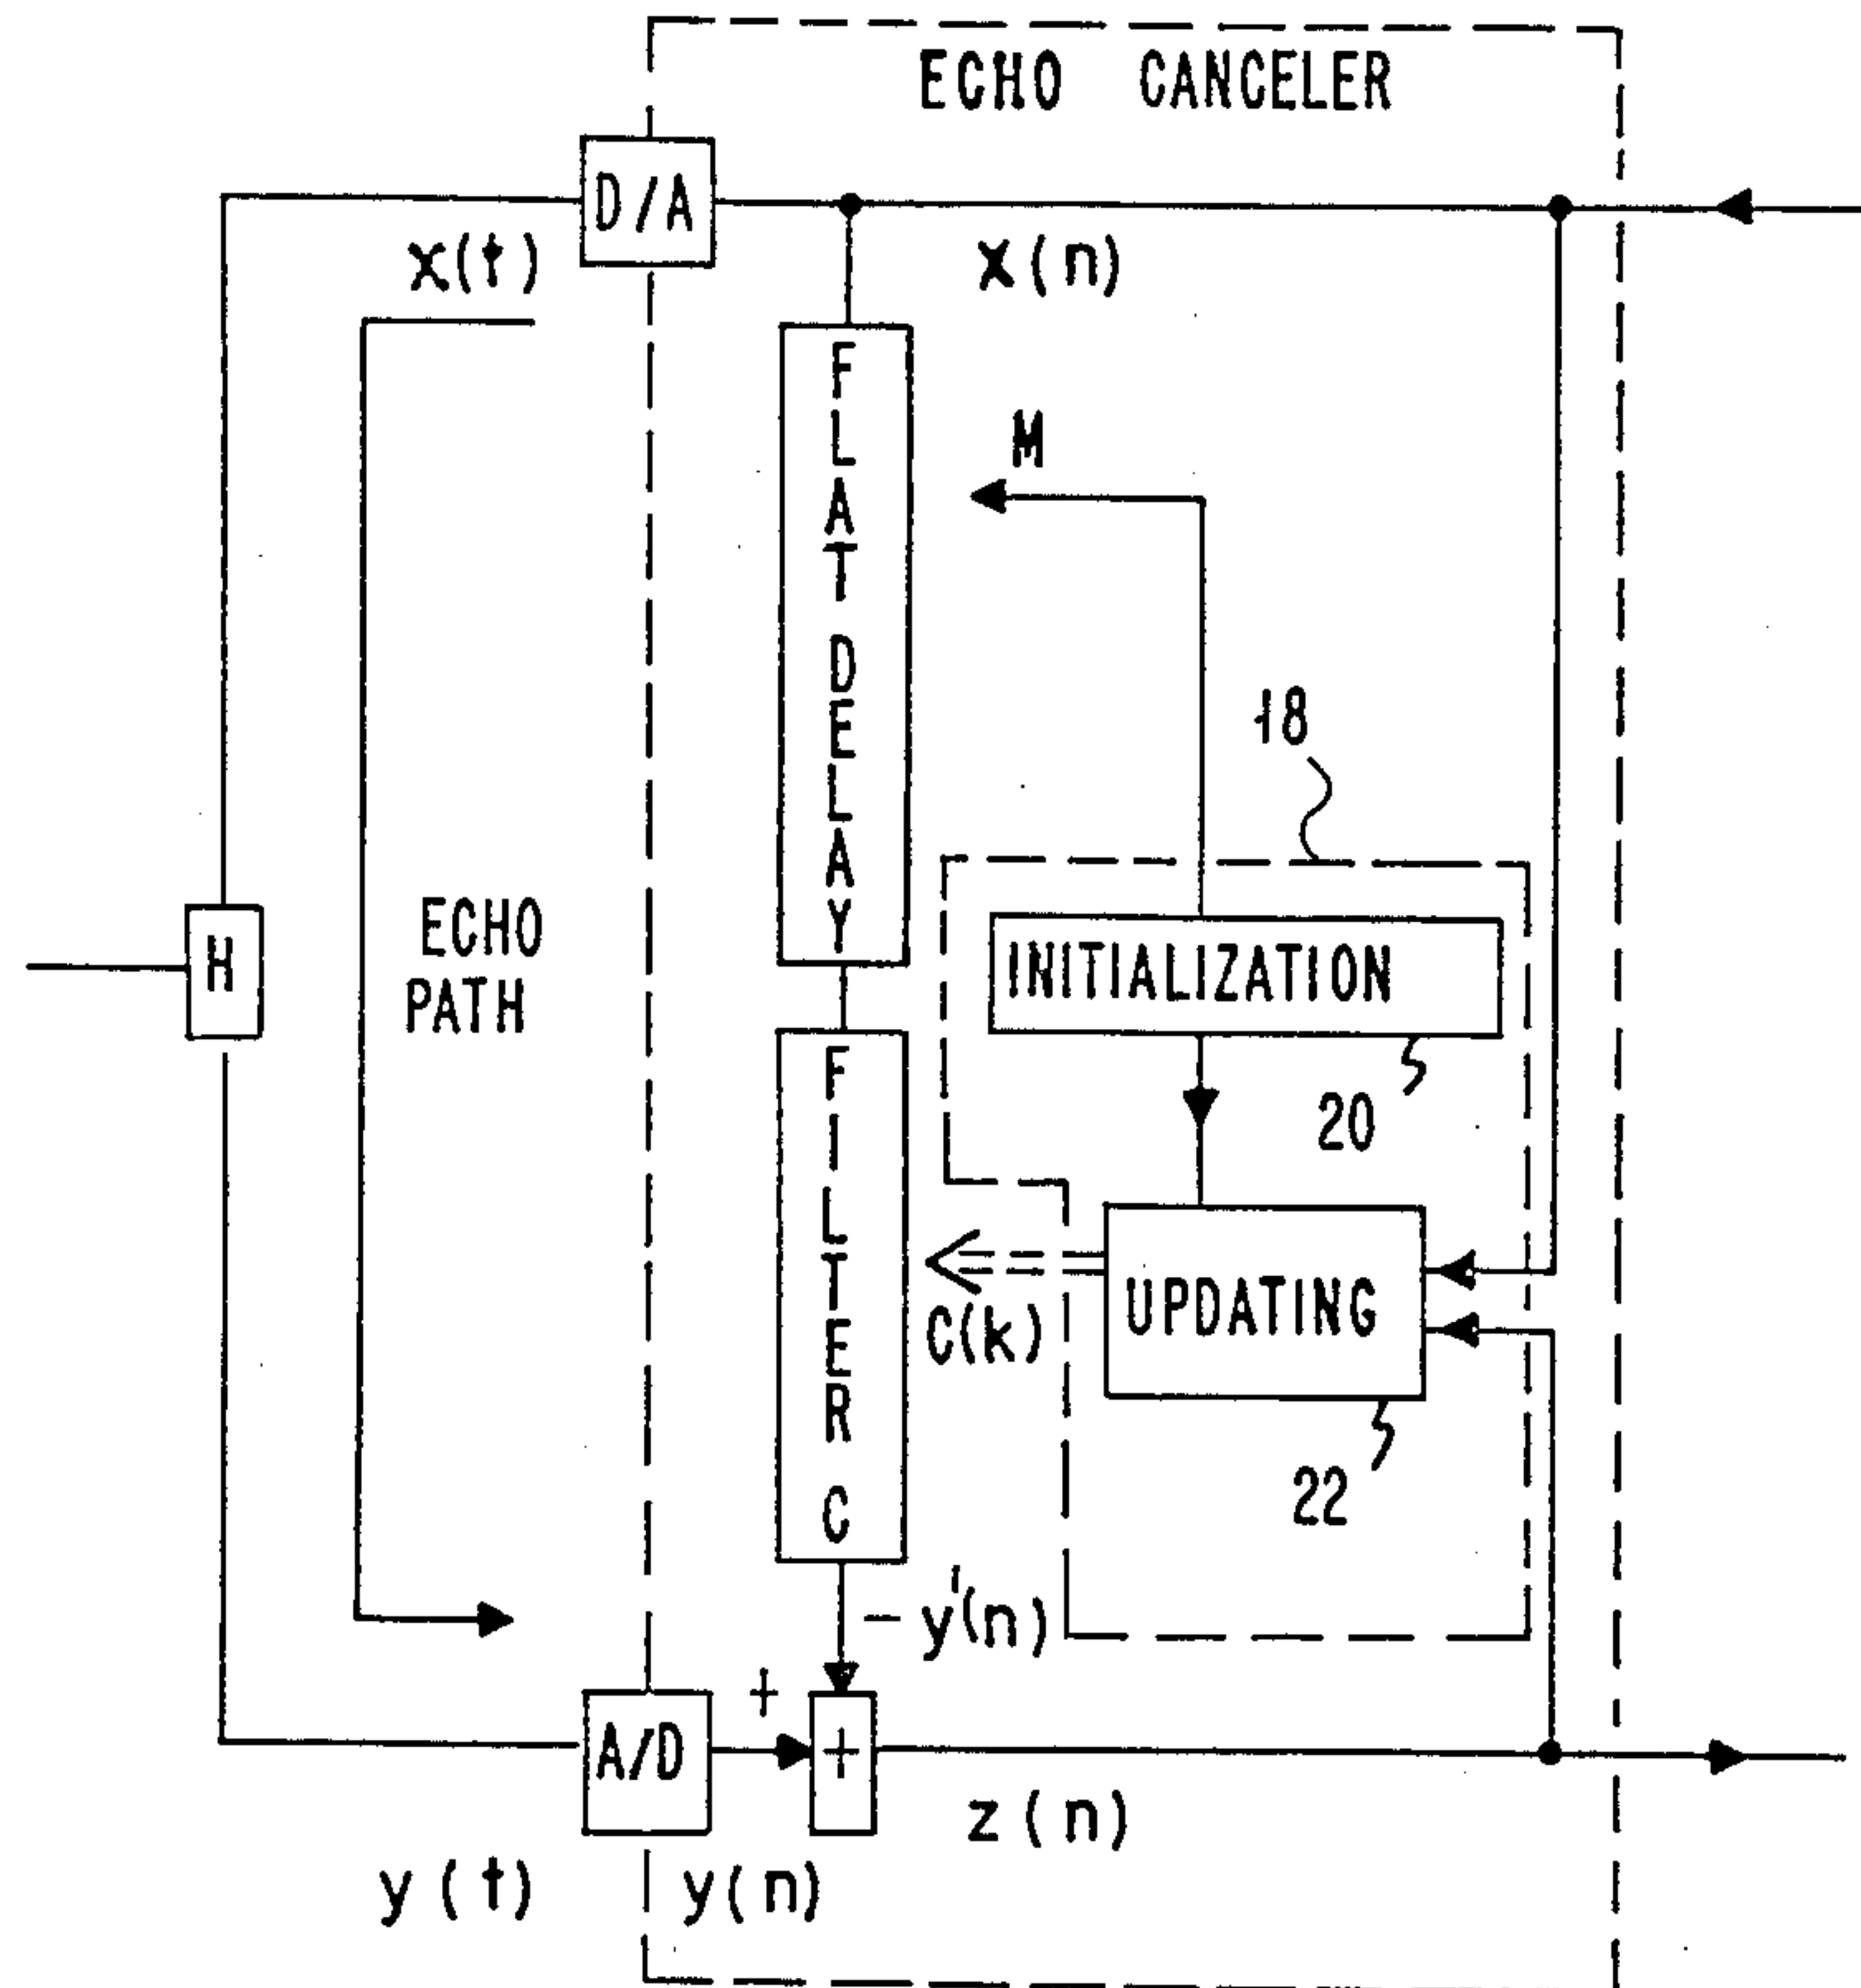 ECHO CANCELER
D/A
x(t)
x(n)
FLAT DELAY
M
18
H
ECHO
PATH
INITIALIZATION
20
FILTER C
C(k)
UPDATING
22
- y'(n)
+
A/D
+
z(n)
y(t)
y(n)